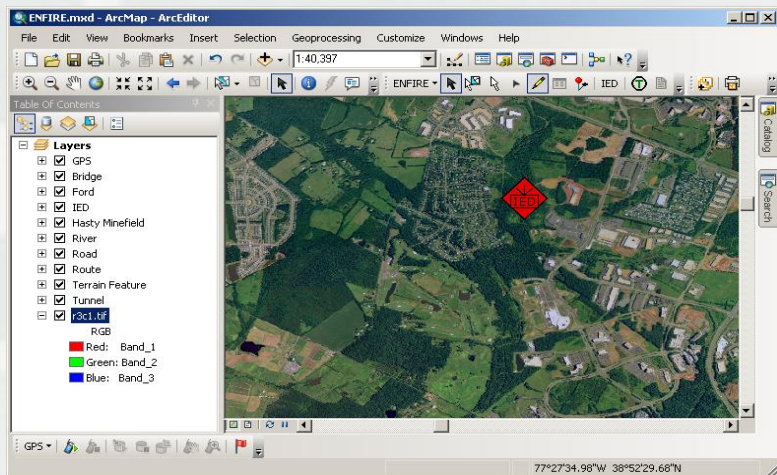 ENFIRE.mxd - ArcMap - ArcEditor
File Edit View Bookmarks Insert Selection Geoprocessing Customize Windows Help
1:40,397
ENFIRE IED
Table Of Contents
Layers
GPS
Bridge
Ford
IED
Hasty Minefield
River
Road
Route
Terrain Feature
Tunnel
r3c1.tif
RGB
Red: Band_1
Green: Band_2
Blue: Band_3
IED
Catalog
Search
GPS
77°27'34.98"W 38°52'29.68"N